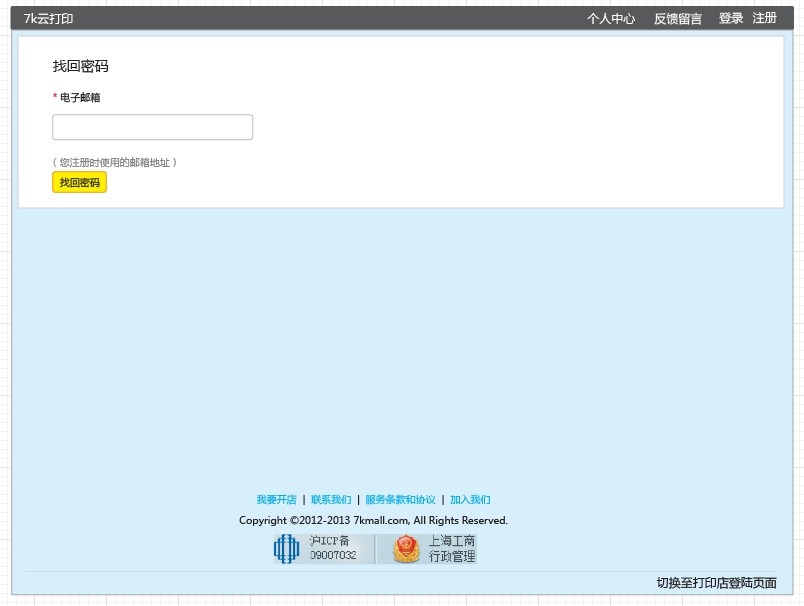 7k云打印 个人中心 反馈留言 登录 注册
找回密码
* 电子邮箱
( 您注册时使用的邮箱地址 )
找回密码
我要开店 | 联系我们 | 服务条款和协议 | 加入我们
Copyright ©2012-2013 7kmall.com, All Rights Reserved.
沪ICP备
09007032
上海工商
行政管理
切换至打印店登陆页面